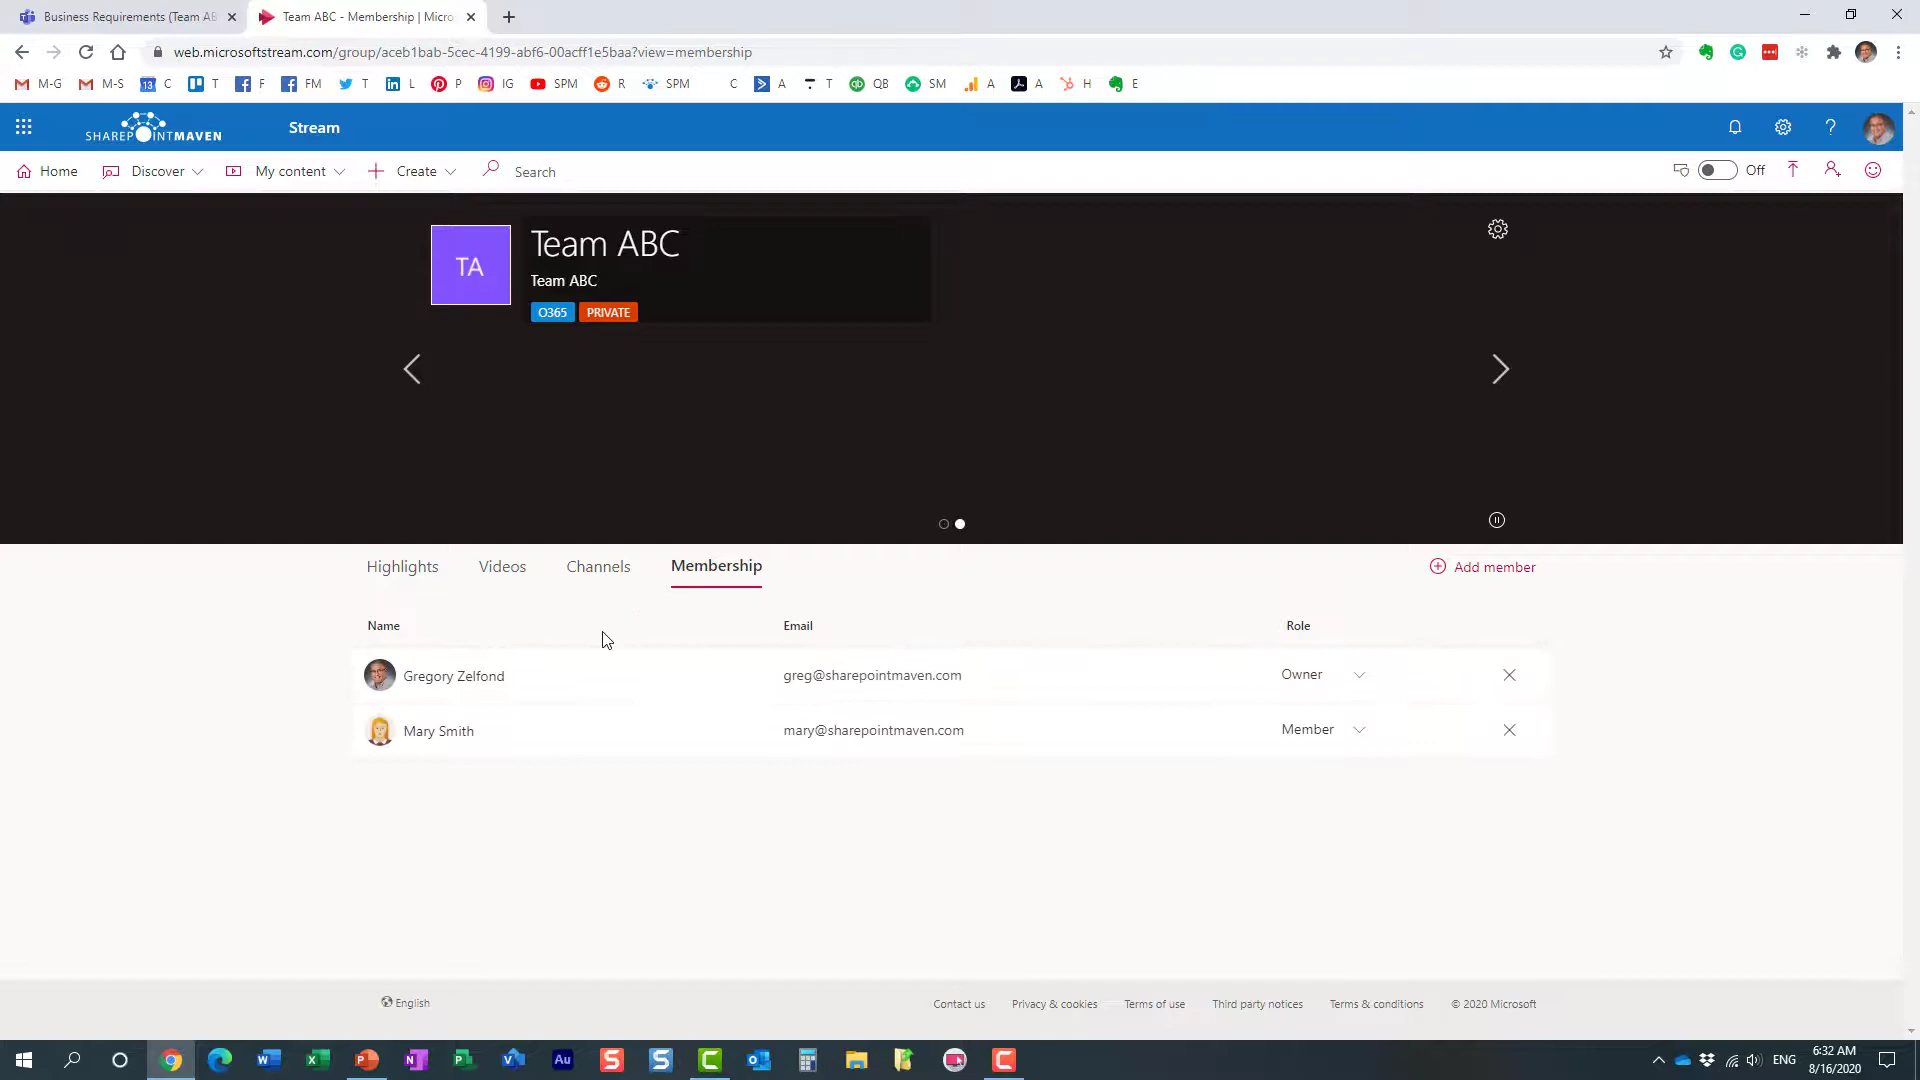 Business Requirements (Team AB
Team ABC - Membership | Micro
web.microsoftstream.com/group/aceb1bab-5cec-4199-abf6-00acff1e5baa?view=membership
M-G M-S 13 C T F FM T L P IG SPM R SPM C A T QB SM A A H E
SHAREPOINTMAVEN Stream
Home Discover My content Create Search Off
TA Team ABC
Team ABC
O365 PRIVATE
Highlights Videos Channels Membership Add member
Name Email Role
Gregory Zelfond greg@sharepointmaven.com Owner
Mary Smith mary@sharepointmaven.com Member
English Contact us Privacy & cookies Terms of use Third party notices Terms & conditions © 2020 Microsoft
ENG 6:32 AM
8/16/2020